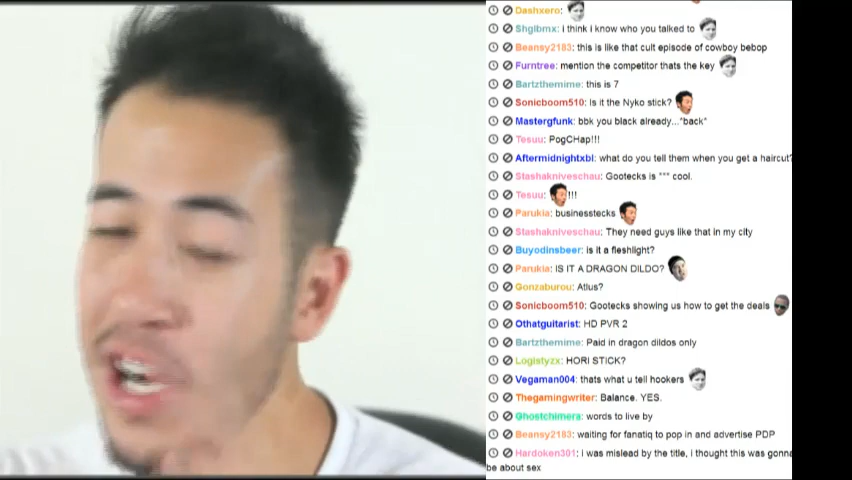 Dashxero:
Shglbmx: i think i know who you talked to
Beansy2183: this is like that cult episode of cowboy bebop
Furntree: mention the competitor thats the key
Bartzthemime: this is 7
Sonicboom510: Is it the Nyko stick?
Mastergfunk: bbk you black already..."back"
Tesuu: PogCHap!!!
Aftermidnightxbl: what do you tell them when you get a haircut?
Stashakniveschau: Gootecks is *** cool.
Tesuu: !!!
Parukia: businesstecks
Stashakniveschau: They need guys like that in my city
Buyodinsbeer: is it a fleshlight?
Parukia: IS IT A DRAGON DILDO?
Gonzaburou: Atlus?
Sonicboom510: Gootecks showing us how to get the deals
Othatguitarist: HD PVR 2
Bartzthemime: Paid in dragon dildos only
Logistyzx: HORI STICK?
Vegaman004: thats what u tell hookers
Thegamingwriter: Balance. YES.
Ghostchimera: words to live by
Beansy2183: waiting for fanatiq to pop in and advertise PDP
Hardoken301: i was mislead by the title, i thought this was gonna
be about sex